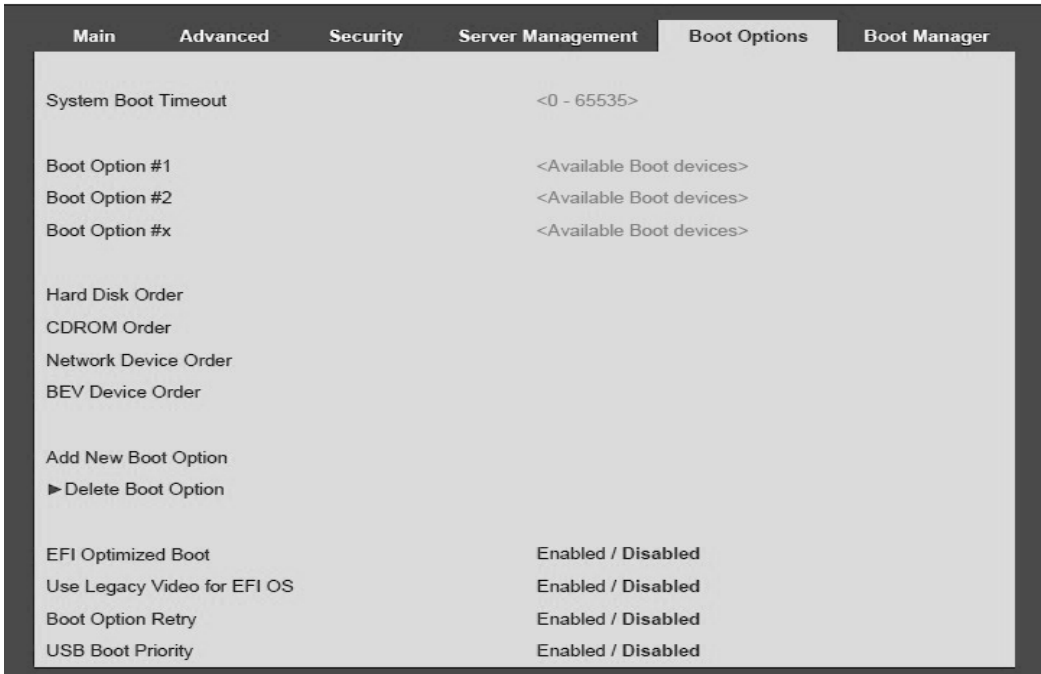 Main Advanced Security Server Management Boot Options Boot Manager
System Boot Timeout <0 - 65535>
Boot Option #1 <Available Boot devices>
Boot Option #2 <Available Boot devices>
Boot Option #x <Available Boot devices>
Hard Disk Order
CDROM Order
Network Device Order
BEV Device Order
Add New Boot Option
►Delete Boot Option
EFI Optimized Boot Enabled / Disabled
Use Legacy Video for EFI OS Enabled / Disabled
Boot Option Retry Enabled / Disabled
USB Boot Priority Enabled / Disabled